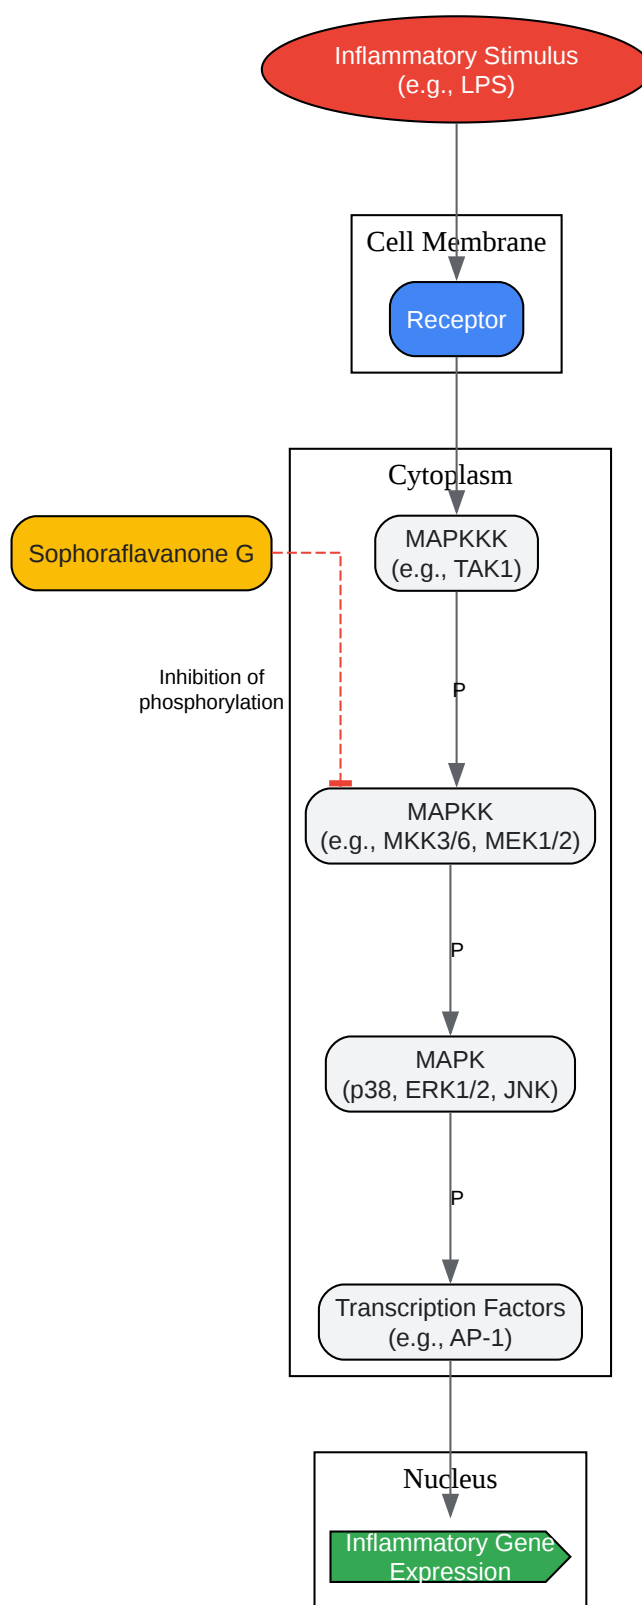 Inflammatory Stimulus
(e.g., LPS)
Cell Membrane
Receptor
Cytoplasm
MAPKKK
(e.g., TAK1)
Sophoraflavanone G
P
Inhibition of
phosphorylation
MAPKK
(e.g., MKK3/6, MEK1/2)
P
MAPK
(p38, ERK1/2, JNK)
P
Transcription Factors
(e.g., AP-1)
Nucleus
Inflammatory Gene
Expression